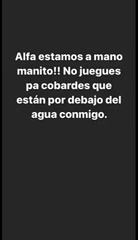 Alfa estamos a mano
manito!! No juegues
pa cobardes que
están por debajo del
agua conmigo.